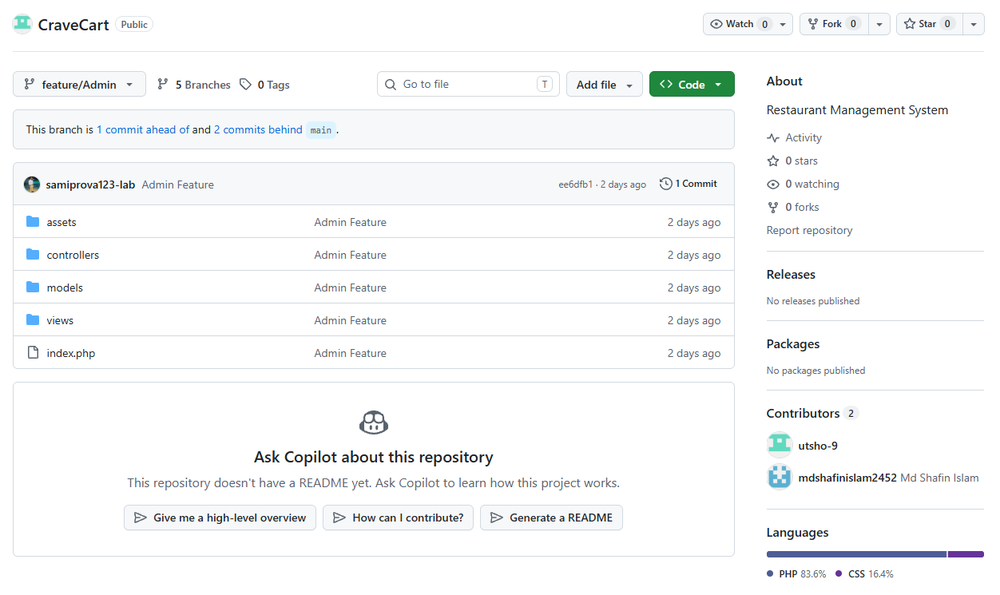 CraveCart Public Watch 0 Fork 0 Star 0
feature/Admin 5 Branches 0 Tags Go to file T Add file Code
This branch is 1 commit ahead of and 2 commits behind main .
samiprova123-lab Admin Feature ee6dfb1 · 2 days ago 1 Commit
assets Admin Feature 2 days ago
controllers Admin Feature 2 days ago
models Admin Feature 2 days ago
views Admin Feature 2 days ago
index.php Admin Feature 2 days ago
Ask Copilot about this repository
This repository doesn't have a README yet. Ask Copilot to learn how this project works.
Give me a high-level overview How can I contribute? Generate a README
About
Restaurant Management System
Activity
0 stars
0 watching
0 forks
Report repository
Releases
No releases published
Packages
No packages published
Contributors 2
utsho-9
mdshafinislam2452 Md Shafin Islam
Languages
PHP 83.6% CSS 16.4%